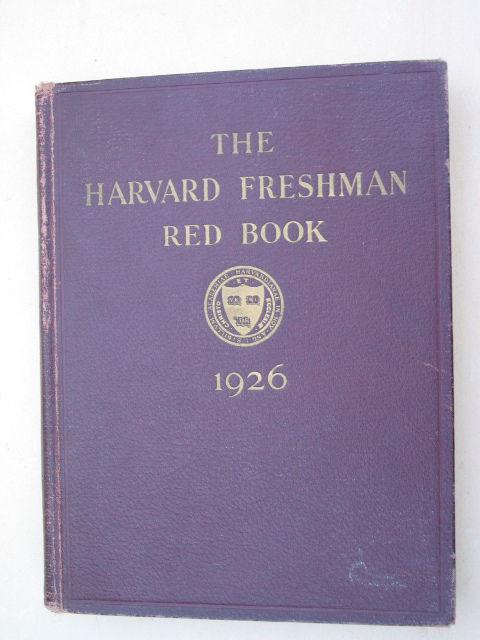 THE
HARVARD FRESHMAN
RED BOOK
1926